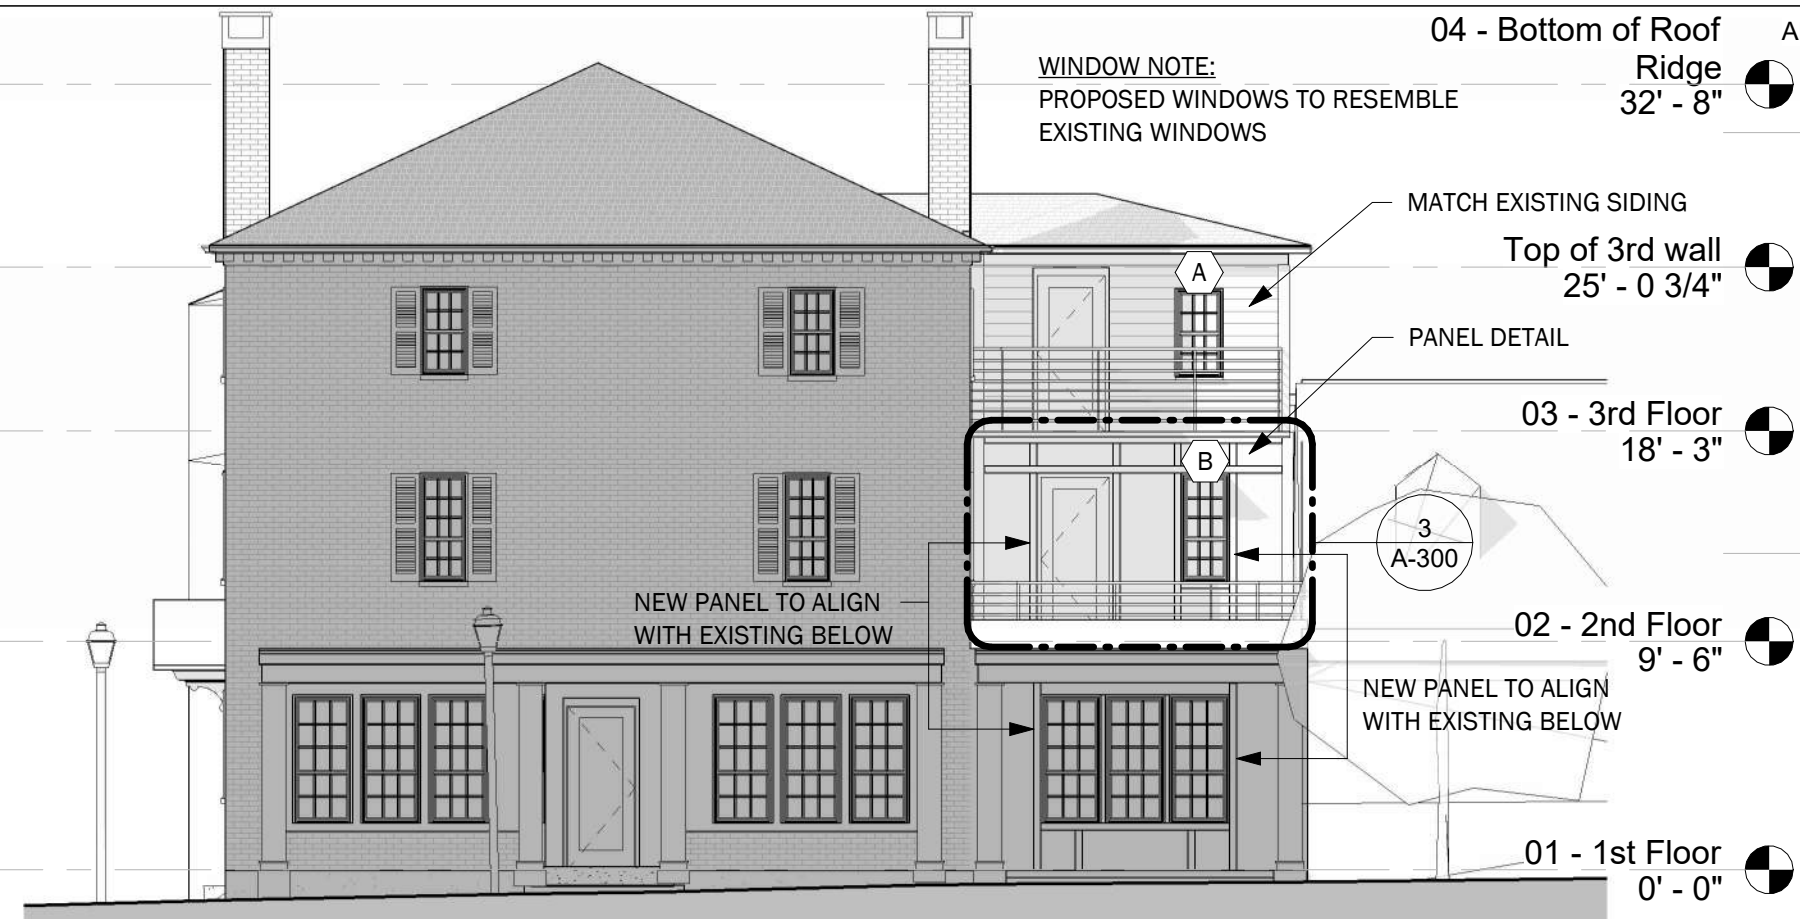 04 - Bottom of Roof
Ridge
32' - 8"
A
WINDOW NOTE:
PROPOSED WINDOWS TO RESEMBLE
EXISTING WINDOWS
MATCH EXISTING SIDING
Top of 3rd wall
25' - 0 3/4"
A
PANEL DETAIL
03 - 3rd Floor
18' - 3"
B
3
A-300
NEW PANEL TO ALIGN
WITH EXISTING BELOW
02 - 2nd Floor
9' - 6"
NEW PANEL TO ALIGN
WITH EXISTING BELOW
01 - 1st Floor
0' - 0"